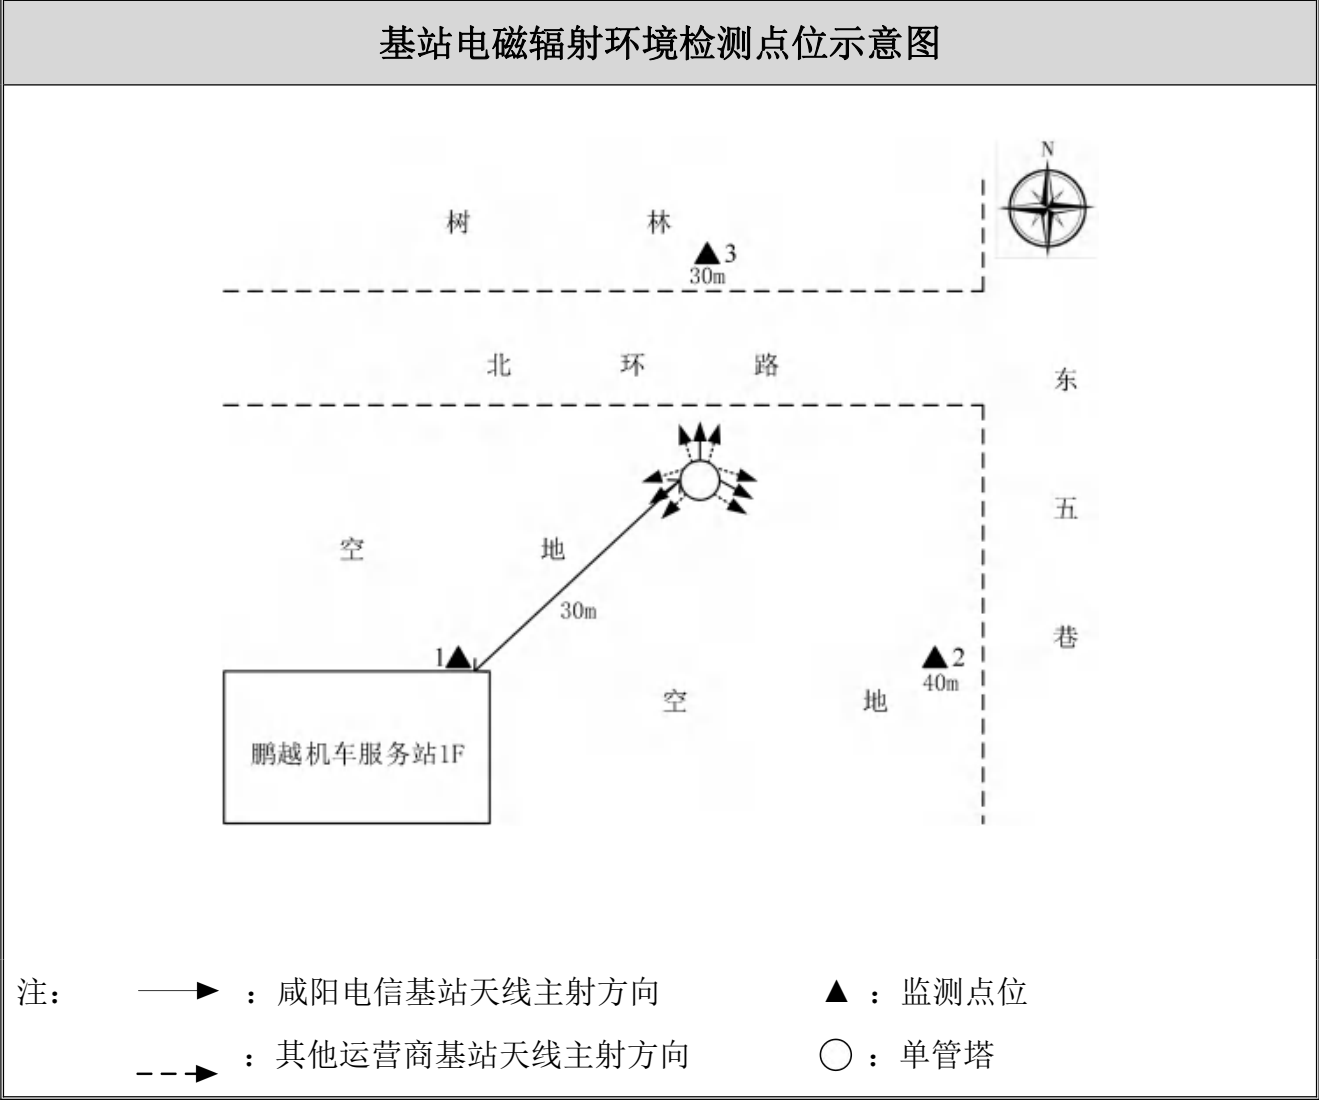 基站电磁辐射环境检测点位示意图
N
树 林
▲3
30m
北 环 路
东 五 巷
空 地
30m
1▲
▲2
40m
空 地
鹏越机车服务站1F
注： ：咸阳电信基站天线主射方向 ▲：监测点位
：其他运营商基站天线主射方向 ○：单管塔